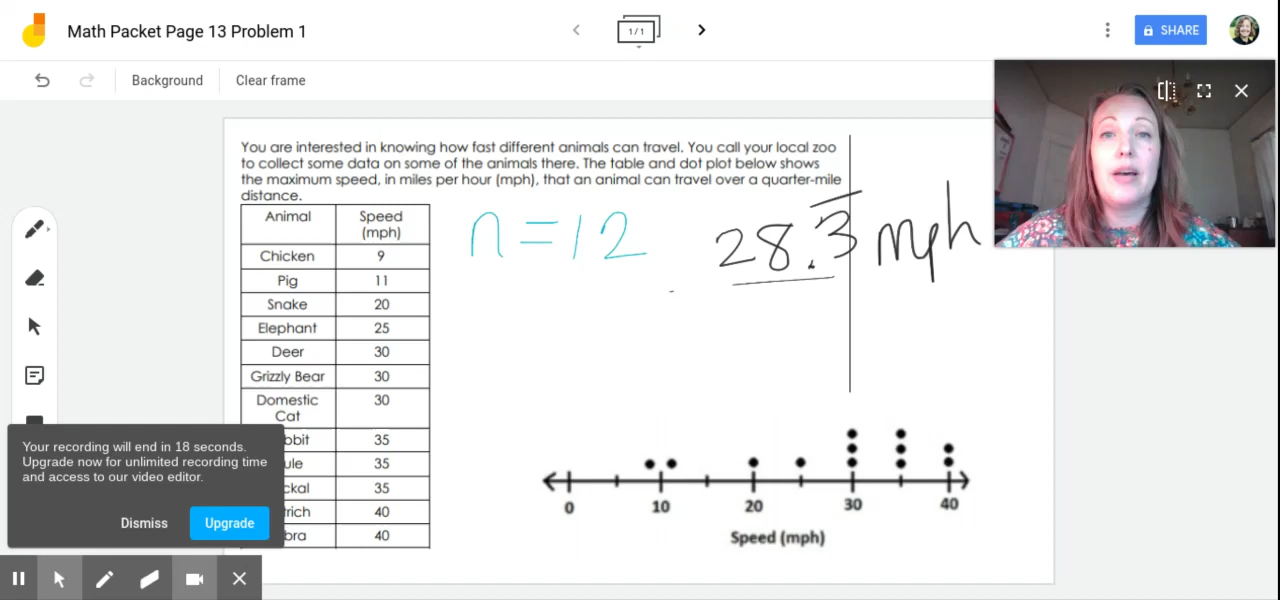 Math Packet Page 13 Problem 1
1 / 1
SHARE
Background
Clear frame
You are interested in knowing how fast different animals can travel. You call your local zoo
to collect some data on some of the animals there. The table and dot plot below shows
the maximum speed, in miles per hour (mph), that an animal can travel over a quarter-mile
distance.
Animal Speed
(mph)
Chicken 9
Pig 11
Snake 20
Elephant 25
Deer 30
Grizzly Bear 30
Domestic 30
Cat
bbit 35
ule 35
ckal 35
trich 40
bra 40
n = 12
28.3̅ mph
0 10 20 30 40
Speed (mph)
Your recording will end in 18 seconds.
Upgrade now for unlimited recording time
and access to our video editor.
Dismiss
Upgrade